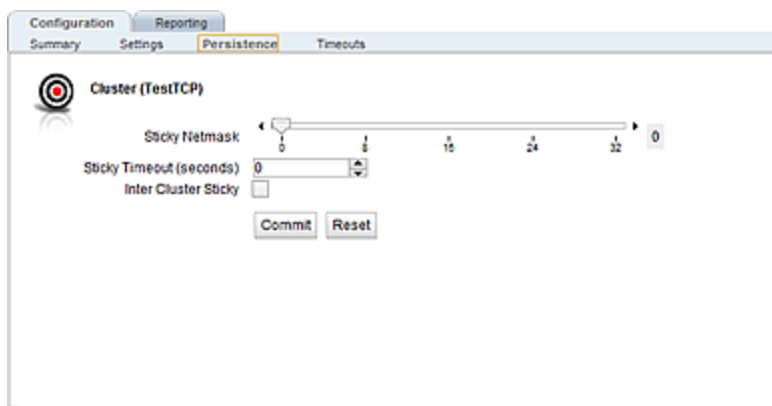 Configuration Reporting
Summary Settings Persistence Timeouts
Cluster (TestTCP)
Sticky Netmask 0
0 8 16 24 32
Sticky Timeout (seconds) 0
Inter Cluster Sticky
Commit Reset